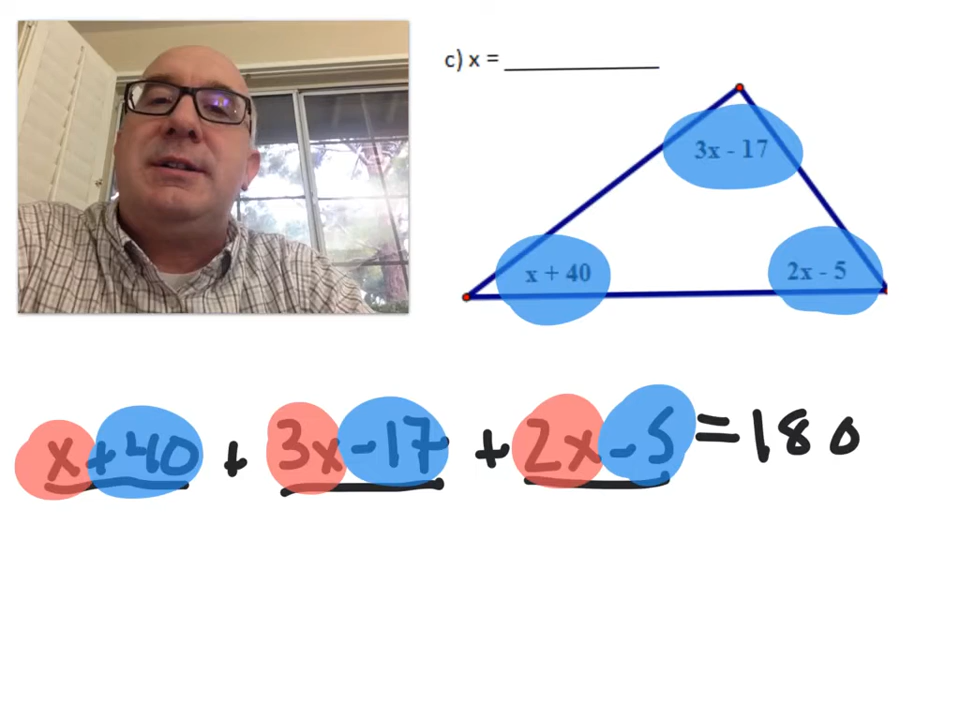 c) x = ____________
3x - 17
x + 40
2x - 5
x+40 + 3x-17 + 2x-5 = 180